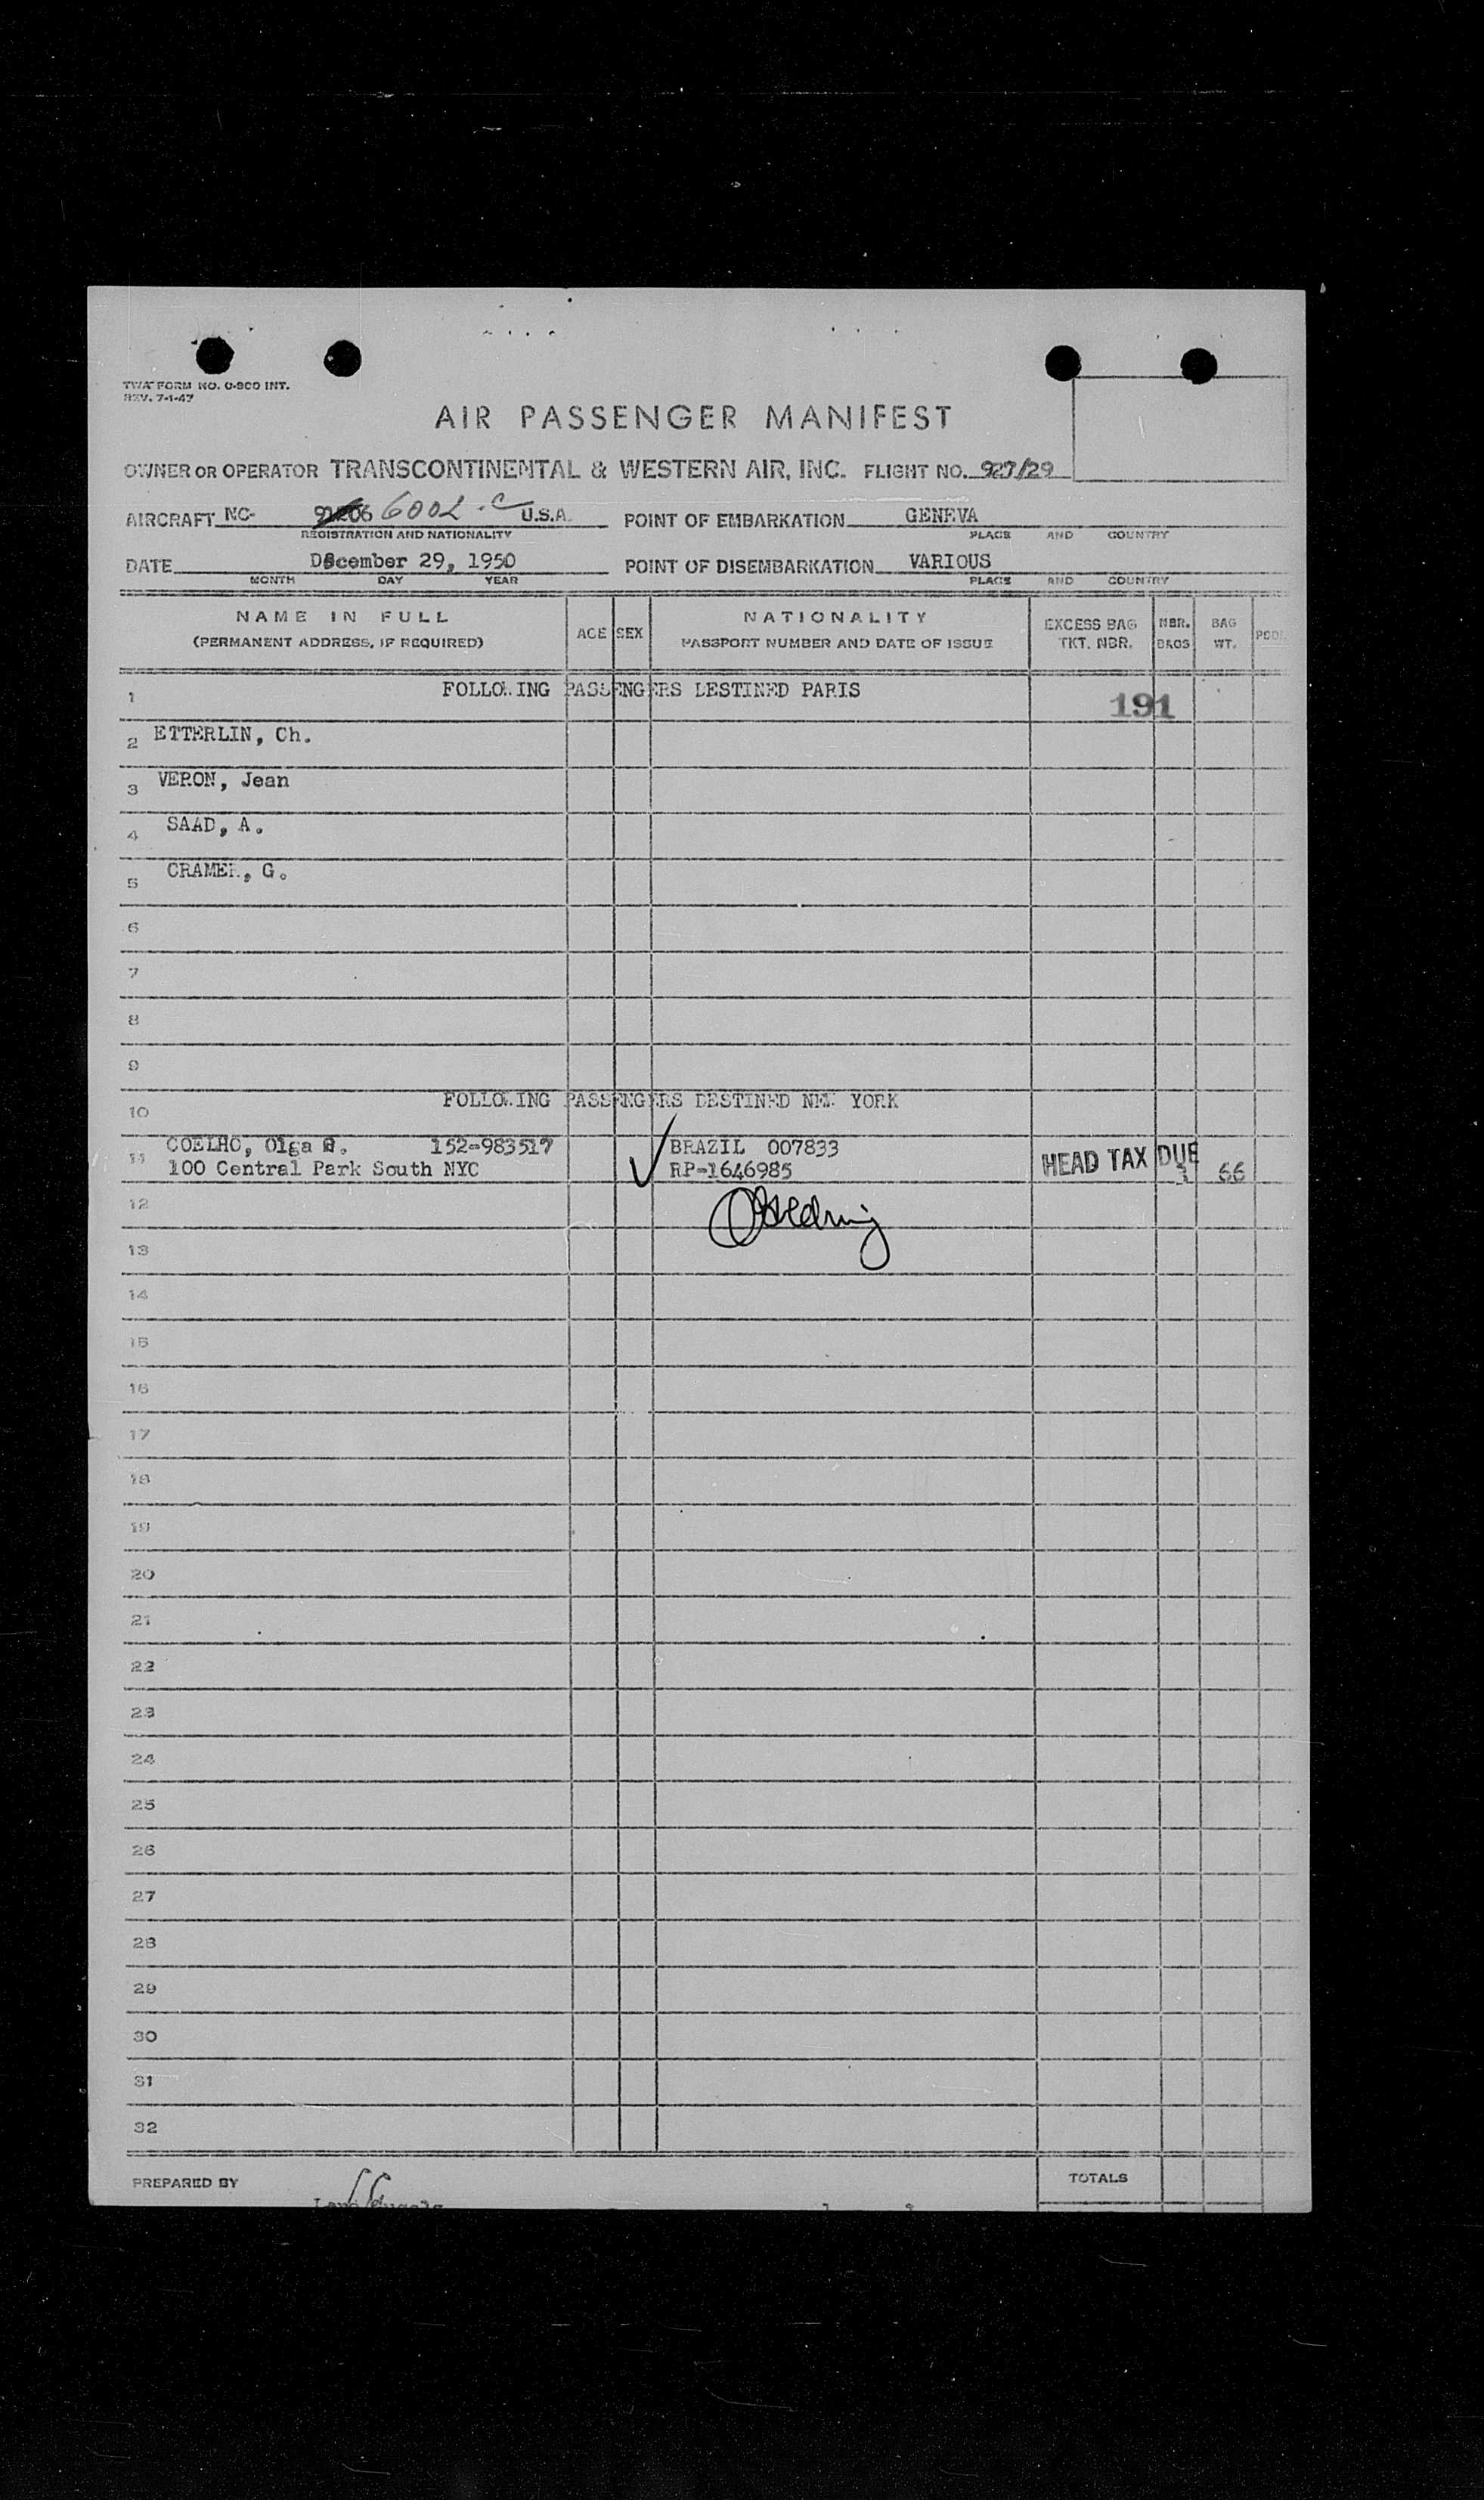 TWA FORM NO. O-800 INT.
REV. 7-1-47
AIR PASSENGER MANIFEST
OWNER OR OPERATOR TRANSCONTINENTAL & WESTERN AIR, INC. FLIGHT NO. 927/29
AIRCRAFT NC- 6002-C U.S.A. POINT OF EMBARKATION GENEVA
REGISTRATION AND NATIONALITY PLACE AND COUNTRY
DATE December 29, 1950 POINT OF DISEMBARKATION VARIOUS
MONTH DAY YEAR PLACE AND COUNTRY
NAME IN FULL
(PERMANENT ADDRESS, IF REQUIRED)
AGE
SEX
NATIONALITY
PASSPORT NUMBER AND DATE OF ISSUE
EXCESS BAG
TKT. NBR.
NBR.
BAGS
BAG
WT.
1 FOLLOWING PASSENGERS DESTINED PARIS 191
2 ETTERLIN, Ch.
3 VERON, Jean
4 SAAD, A.
5 CRAMER, G.
6
7
8
9
10 FOLLOWING PASSENGERS DESTINED NEW YORK
11 COELHO, Olga 152-983517 BRAZIL 007833 HEAD TAX DUE
100 Central Park South NYC RP-1646985 66
12
13
14
15
16
17
18
19
20
21
22
23
24
25
26
27
28
29
30
31
32
PREPARED BY TOTALS